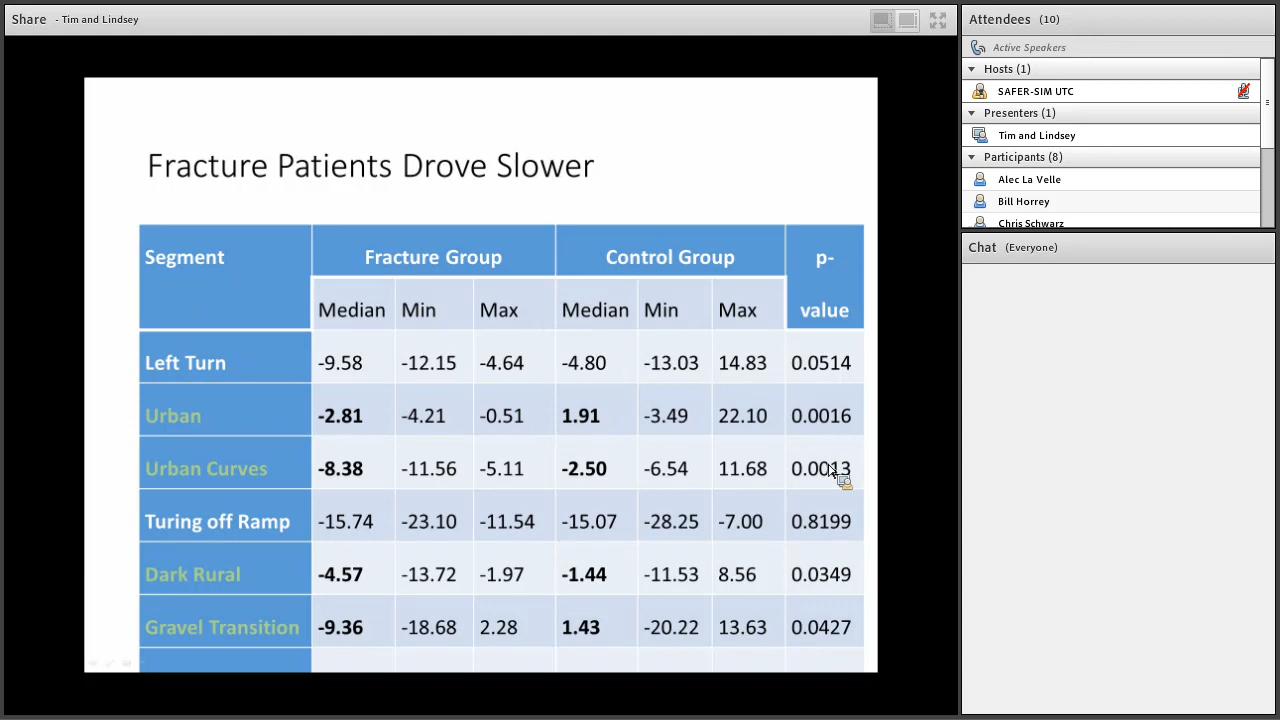 Share - Tim and Lindsey
Fracture Patients Drove Slower
Segment Fracture Group Control Group p-
value
Median Min Max Median Min Max
Left Turn -9.58 -12.15 -4.64 -4.80 -13.03 14.83 0.0514
Urban -2.81 -4.21 -0.51 1.91 -3.49 22.10 0.0016
Urban Curves -8.38 -11.56 -5.11 -2.50 -6.54 11.68 0.0013
Turing off Ramp -15.74 -23.10 -11.54 -15.07 -28.25 -7.00 0.8199
Dark Rural -4.57 -13.72 -1.97 -1.44 -11.53 8.56 0.0349
Gravel Transition -9.36 -18.68 2.28 1.43 -20.22 13.63 0.0427
Attendees (10)
Active Speakers
Hosts (1)
SAFER-SIM UTC
Presenters (1)
Tim and Lindsey
Participants (8)
Alec La Velle
Bill Horrey
Chris Schwarz
Chat (Everyone)